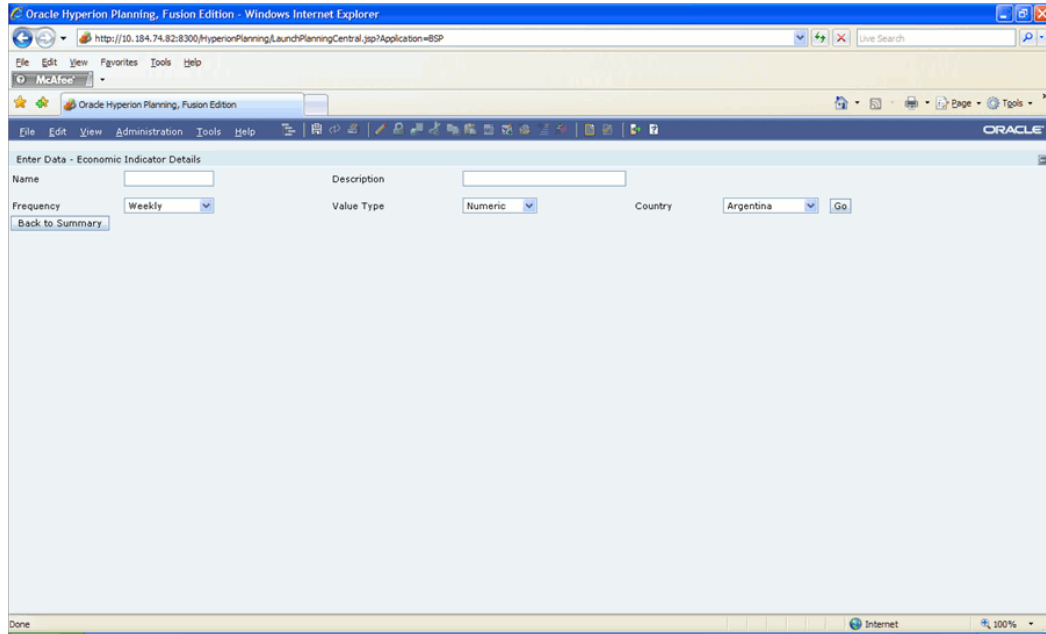 Oracle Hyperion Planning, Fusion Edition - Windows Internet Explorer
http://10.184.74.82:8300/HyperionPlanning/LaunchPlanningCentral.jsp?Application=BSP
Live Search
File Edit View Favorites Tools Help
McAfee
Oracle Hyperion Planning, Fusion Edition
Page Tools
File Edit View Administration Tools Help
ORACLE
Enter Data - Economic Indicator Details
Name Description
Frequency Weekly Value Type Numeric Country Argentina Go
Back to Summary
Done Internet 100%